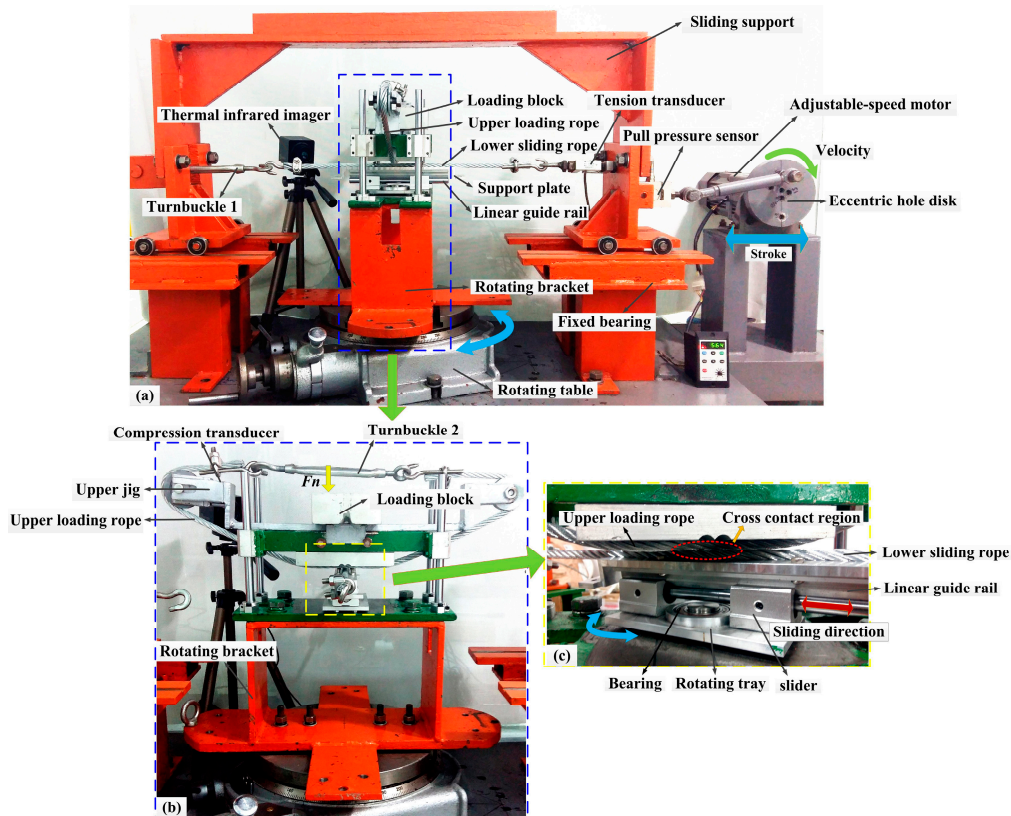 Sliding support
Loading block
Tension transducer
Adjustable-speed motor
Thermal infrared imager
Upper loading rope
Pull pressure sensor
Lower sliding rope
Velocity
Support plate
Turnbuckle 1
Eccentric hole disk
Linear guide rail
Stroke
Rotating bracket
Fixed bearing
564
Rotating table
(a)
Compression transducer
Turnbuckle 2
Fn
Upper jig
Loading block
Upper loading rope
Upper loading rope
Cross contact region
Lower sliding rope
Linear guide rail
Sliding direction
Rotating bracket
(c)
Bearing
Rotating tray
slider
(b)